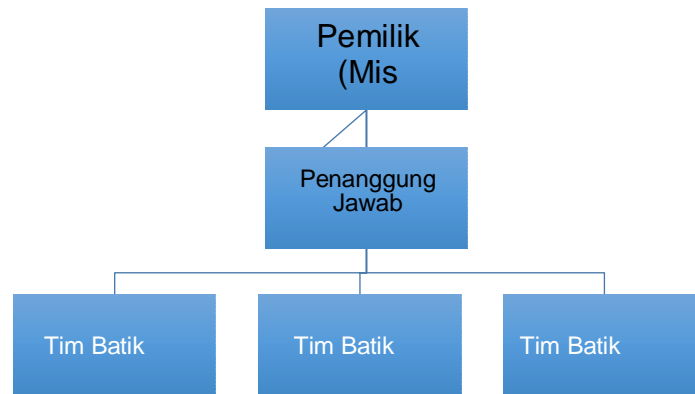 Pemilik
(Mis
Penanggung
Jawab
Tim Batik
Tim Batik
Tim Batik